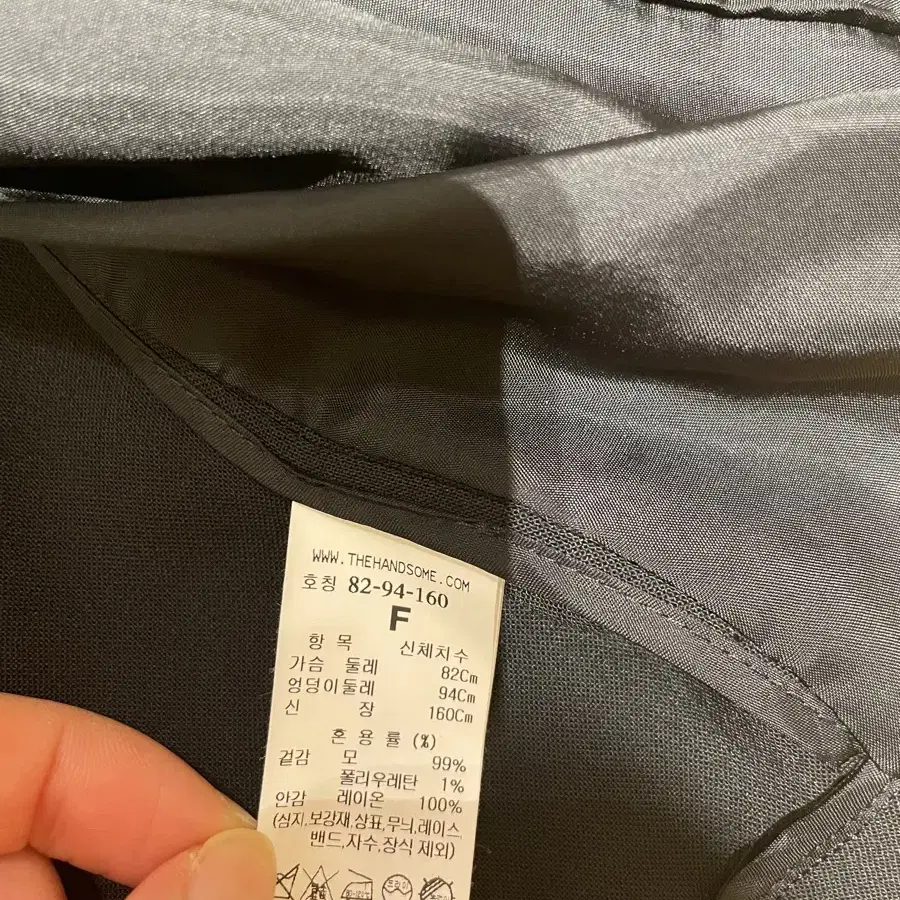 WWW.THEHANDSOME.COM
호칭 82-94-160
F
항 목 신체치수
가슴 둘레 82Cm
엉덩이둘레 94Cm
신 장 160Cm
혼 용 률 (%)
겉감 모 99%
폴리우레탄 1%
안감 레이온 100%
(심지,보강재,상표,무늬,레이스,
밴드,자수,장식 제외)
드라이